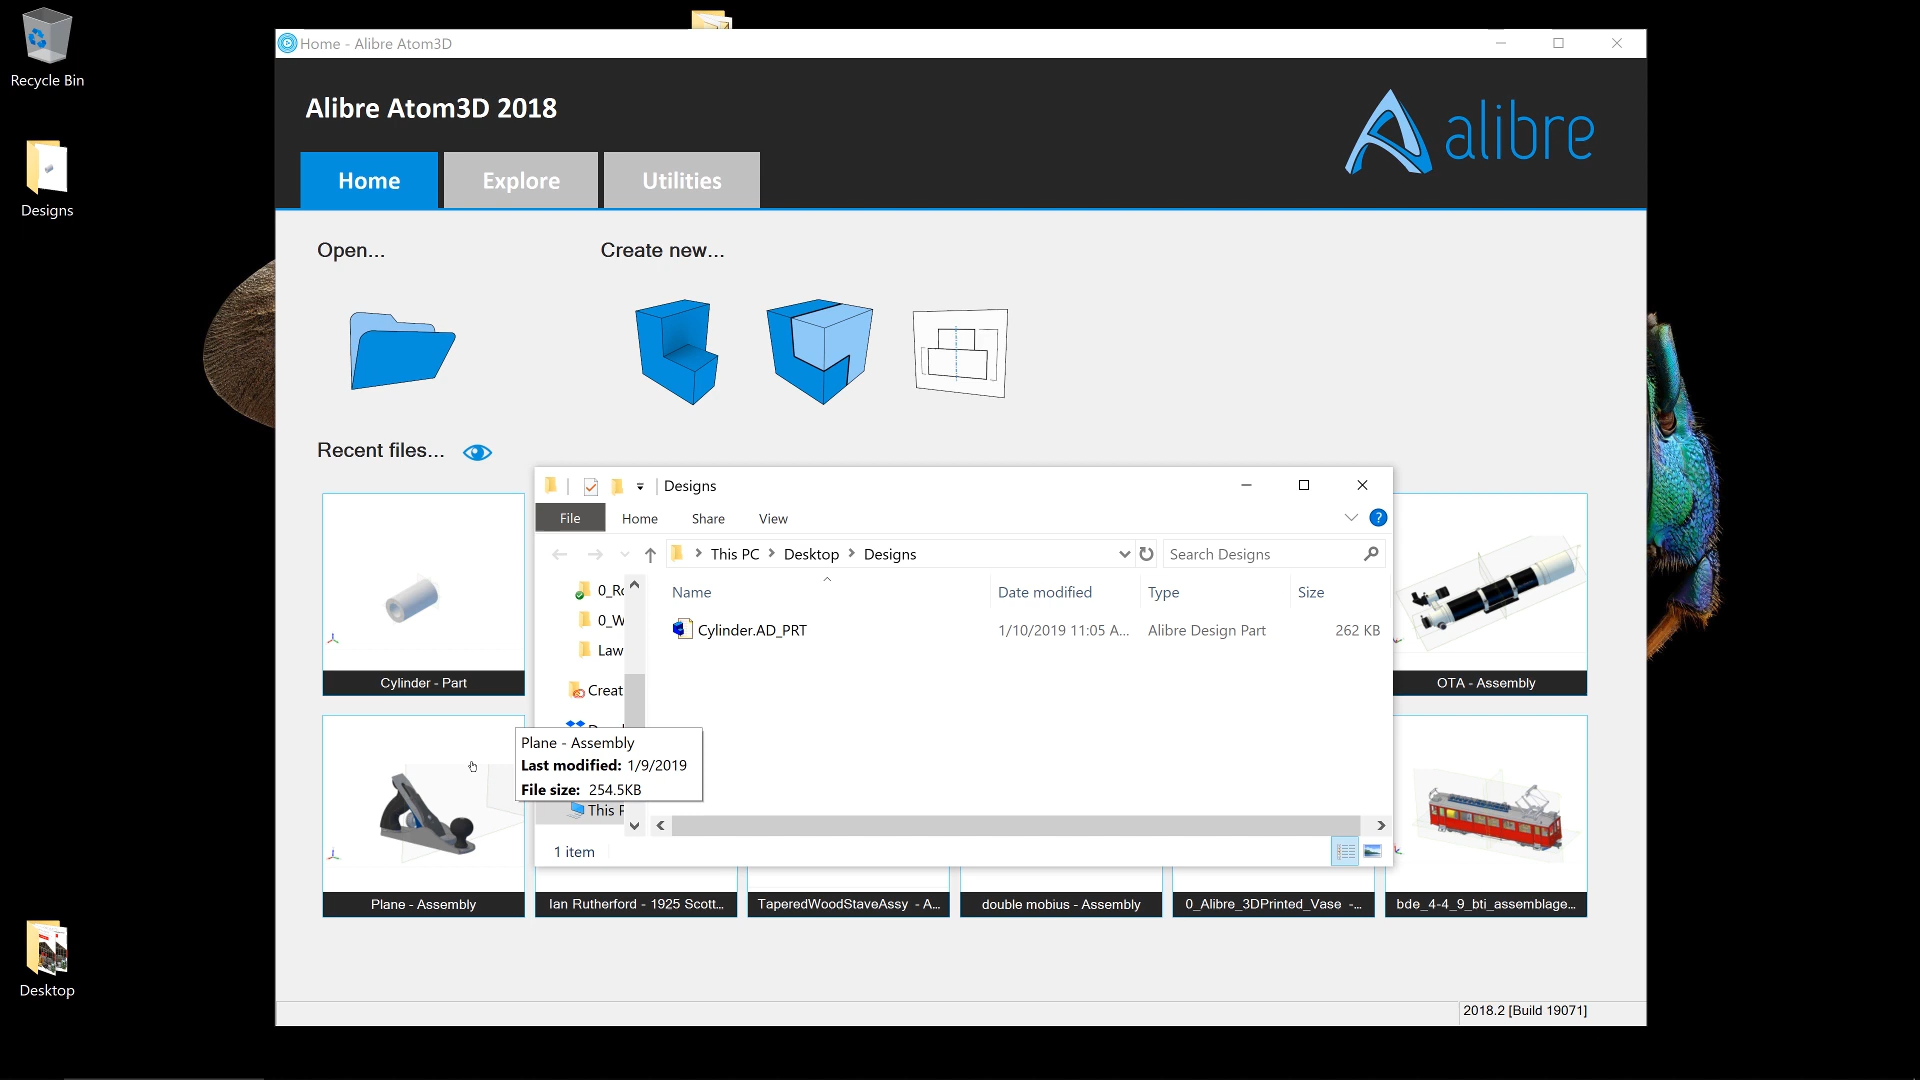 Recycle Bin
Designs
Desktop
Home - Alibre Atom3D
Alibre Atom3D 2018
alibre
Home
Explore
Utilities
Open...
Create new...
Recent files...
Cylinder - Part
OTA - Assembly
Plane - Assembly
Ian Rutherford - 1925 Scott...
TaperedWoodStaveAssy - A...
double mobius - Assembly
0_Alibre_3DPrinted_Vase -...
bde_4-4_9_bti_assemblage...
Designs
File
Home
Share
View
?
This PC
Desktop
Designs
Search Designs
Name
Date modified
Type
Size
Cylinder.AD_PRT
1/10/2019 11:05 A...
Alibre Design Part
262 KB
0_W
Law
Creat
This P
1 item
Plane - Assembly
Last modified: 1/9/2019
File size: 254.5KB
2018.2 [Build 19071]